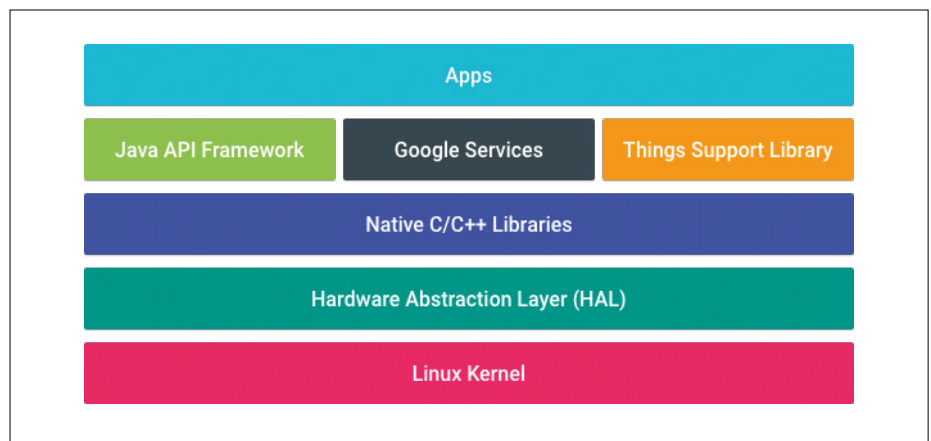 Apps
Java API Framework
Google Services
Things Support Library
Native C/C++ Libraries
Hardware Abstraction Layer (HAL)
Linux Kernel